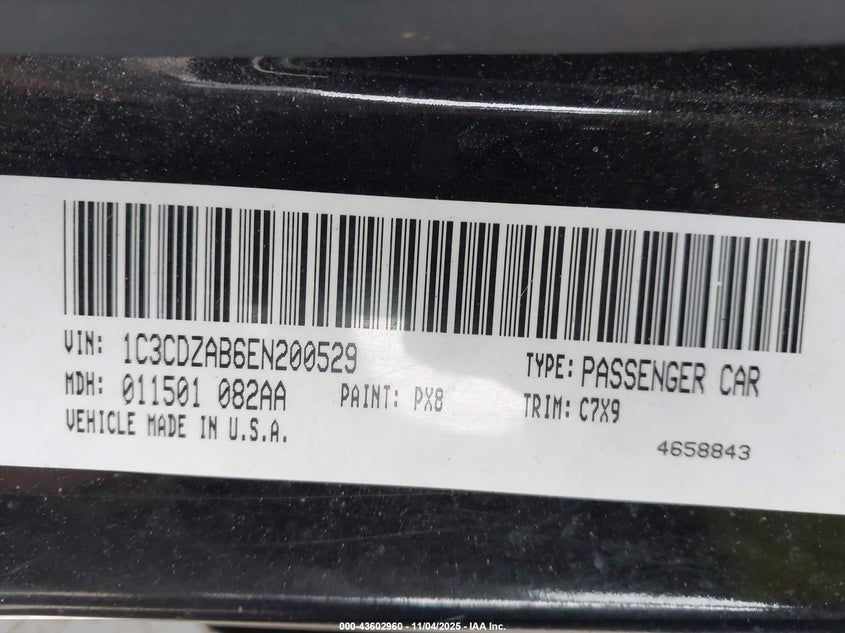 VIN: 1C3CDZAB6EN200529 TYPE: PASSENGER CAR
MDH: 011501 082AA PAINT: PX8 TRIM: C7X9
VEHICLE MADE IN U.S.A. 4658843
000-43602960 - 11/04/2025 - IAA Inc.